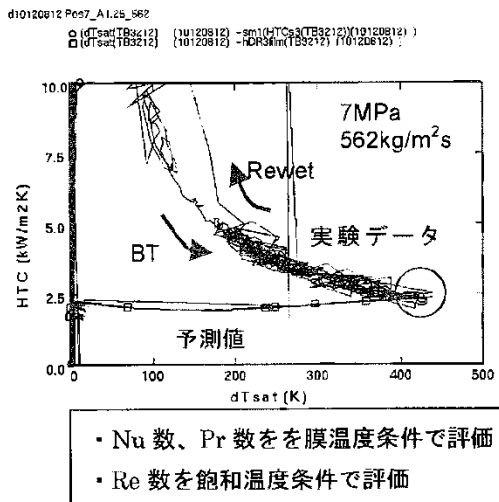 d10120812 Pos7_A1.25_562
(dTsat(TB3212) (10120812) -sm1(HTCs3(TB3212))(10120812) )
(dTsat(TB3212) (10120812) -hDR3film(TB3212) (10120812) )
10.0
7MPa
562kg/m²s
7.5
Rewet
HTC (kW/m2K)
5.0
実験データ
BT
2.5
予測値
0.0
0 100 200 300 400 500
dTsat(K)
・Nu 数、Pr 数をを膜温度条件で評価
・Re 数を飽和温度条件で評価